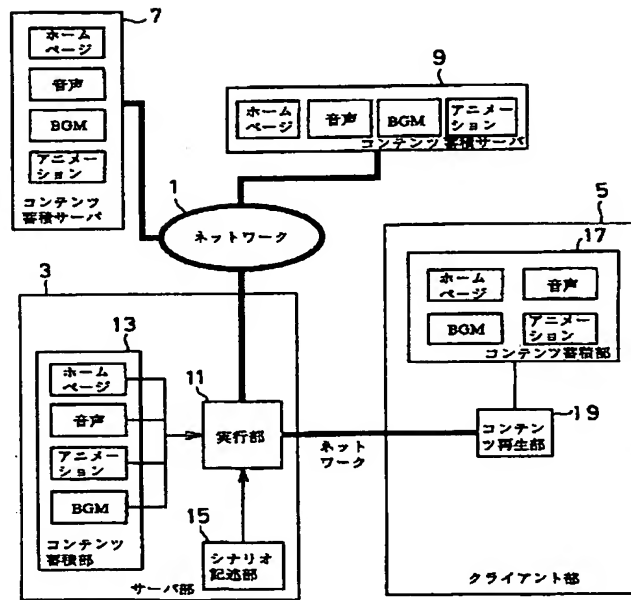 7
ホーム
ページ
音声
BGM
アニメー
ション
コンテンツ
蓄積サーバ
9
ホーム
ページ
音声
BGM
アニメー
ション
コンテンツ蓄積サーバ
1
ネットワーク
3
13
ホーム
ページ
音声
アニメー
ション
BGM
コンテンツ
蓄積部
11
実行部
15
シナリオ
記述部
サーバ部
ネット
ワーク
5
17
ホーム
ページ
音声
BGM
アニメー
ション
コンテンツ蓄積部
コンテン
ツ再生部
19
クライアント部